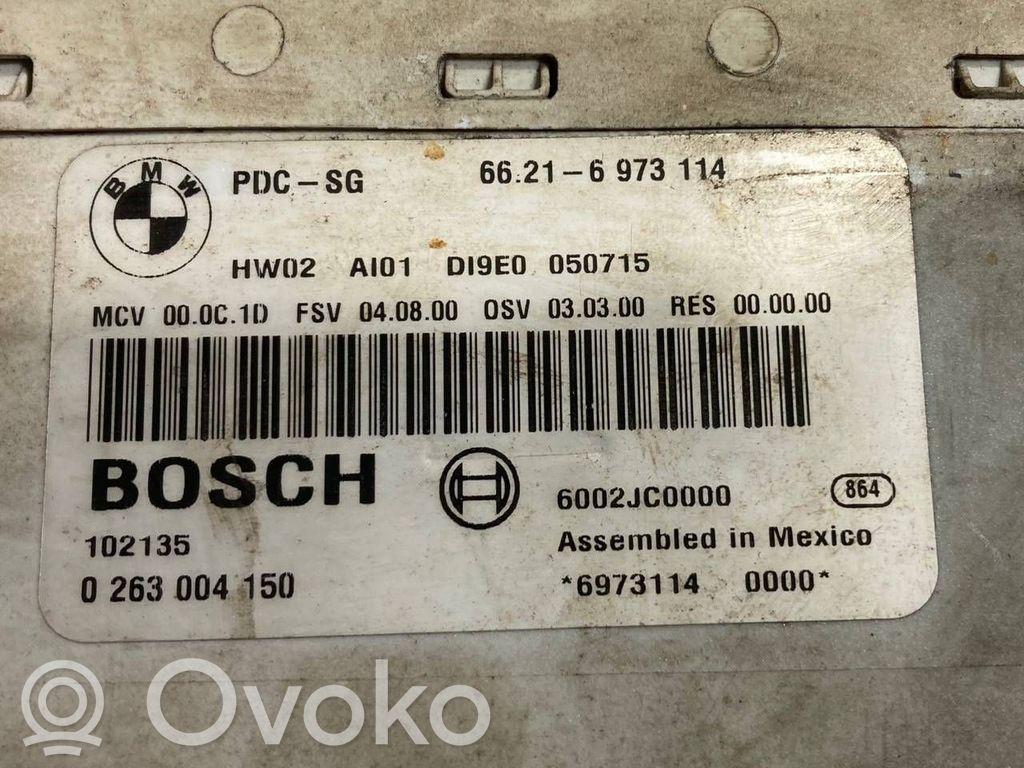 BMW PDC-SG 66.21-6 973 114
HW02 AI01 DI9E0 050715
MCV 00.0C.1D FSV 04.08.00 OSV 03.03.00 RES 00.00.00
BOSCH 6002JC0000 864
102135 Assembled in Mexico
0 263 004 150 *6973114 0000*
Ovoko